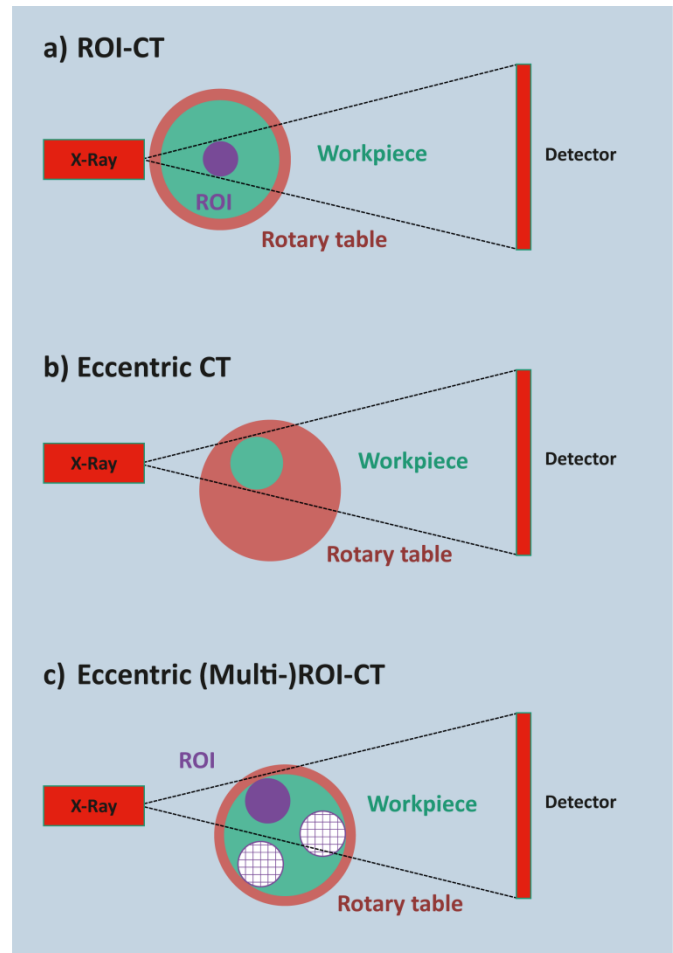 a) ROI-CT
X-Ray
Workpiece
Detector
ROI
Rotary table
b) Eccentric CT
X-Ray
Workpiece
Detector
Rotary table
c) Eccentric (Multi-)ROI-CT
ROI
X-Ray
Workpiece
Detector
Rotary table